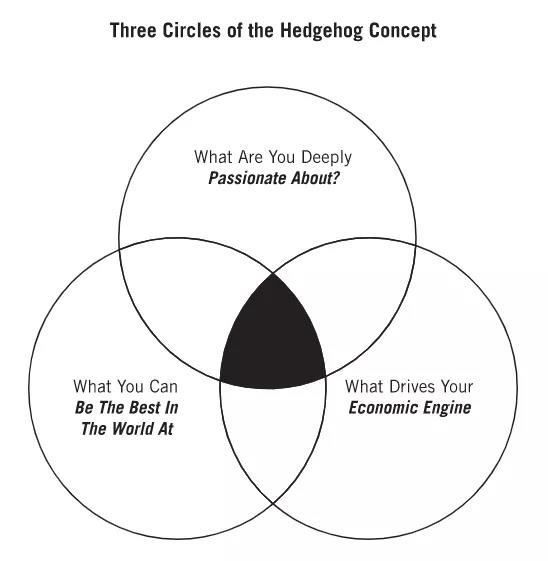 Three Circles of the Hedgehog Concept
What Are You Deeply
Passionate About?
What You Can
Be The Best In
The World At
What Drives Your
Economic Engine